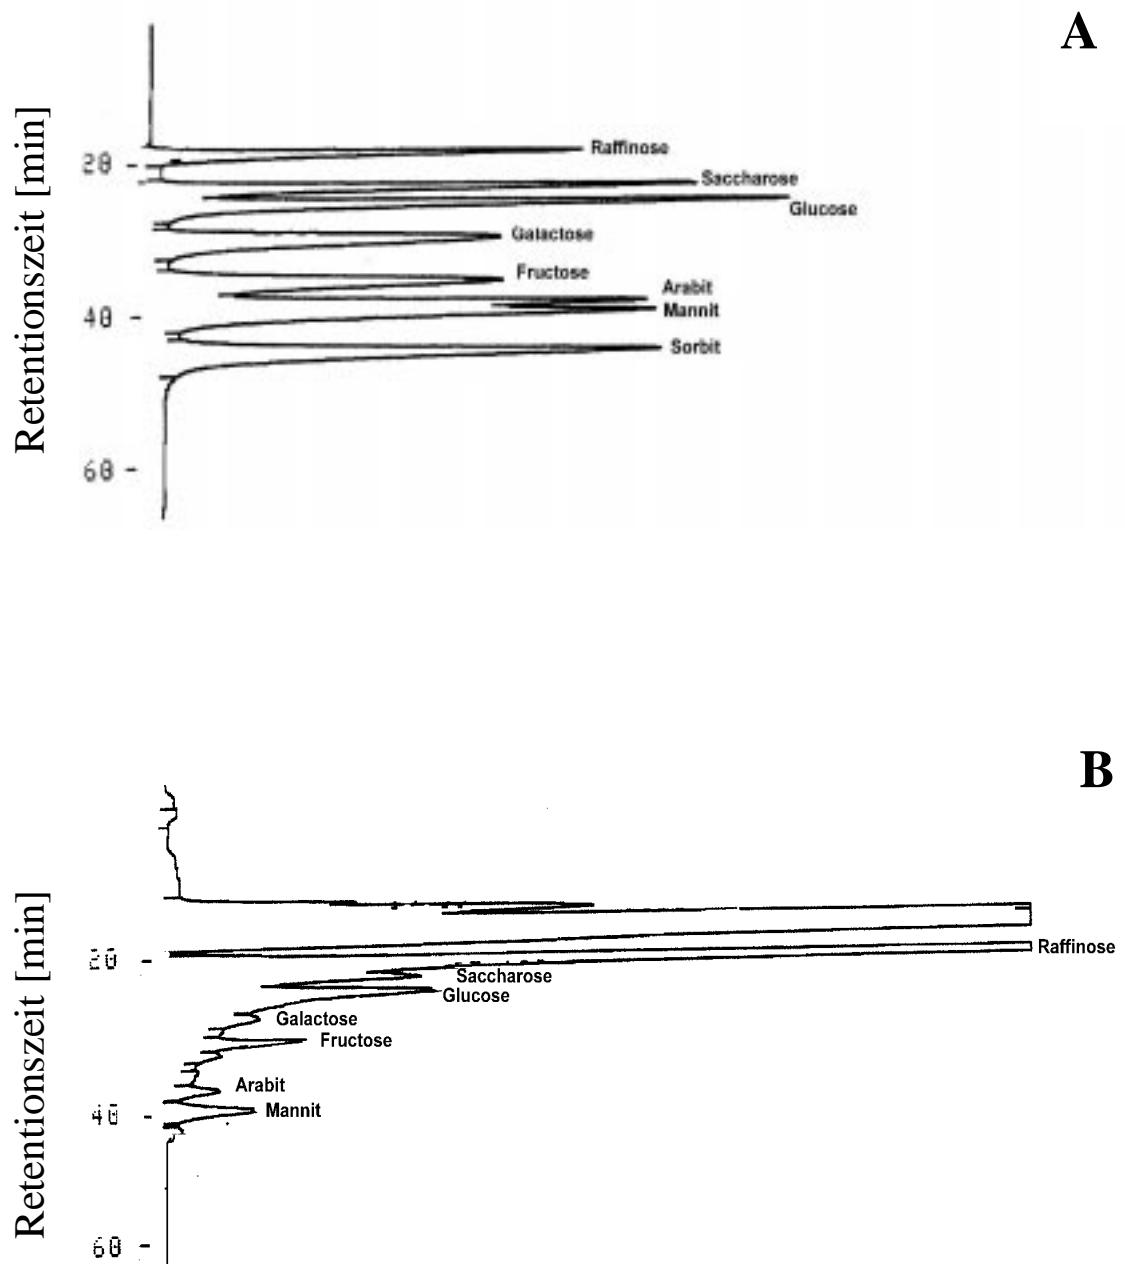 A
Retentionszeit [min]
Raffinose
20
Saccharose
Glucose
Galactose
Fructose
Arabit
Mannit
40
Sorbit
60
B
Retentionszeit [min]
Raffinose
20
Saccharose
Glucose
Galactose
Fructose
Arabit
Mannit
40
60